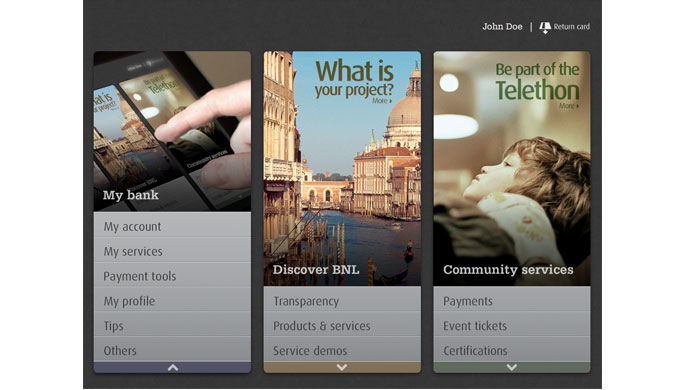 John Doe | Return card
My bank
My account
My services
Payment tools
My profile
Tips
Others
What is
your project?
More
Discover BNL
Transparency
Products & services
Service demos
Be part of the
Telethon
More
Community services
Payments
Event tickets
Certifications